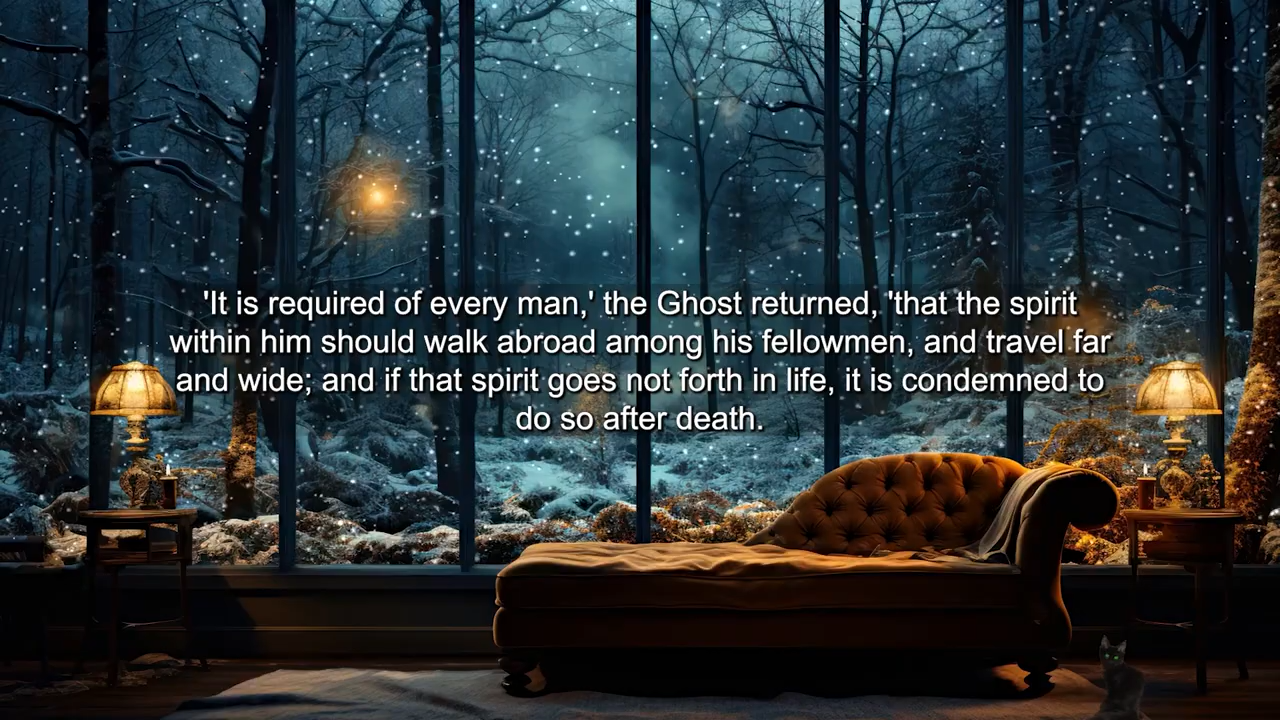 'It is required of every man,' the Ghost returned, 'that the spirit
within him should walk abroad among his fellowmen, and travel far
and wide; and if that spirit goes not forth in life, it is condemned to
do so after death.